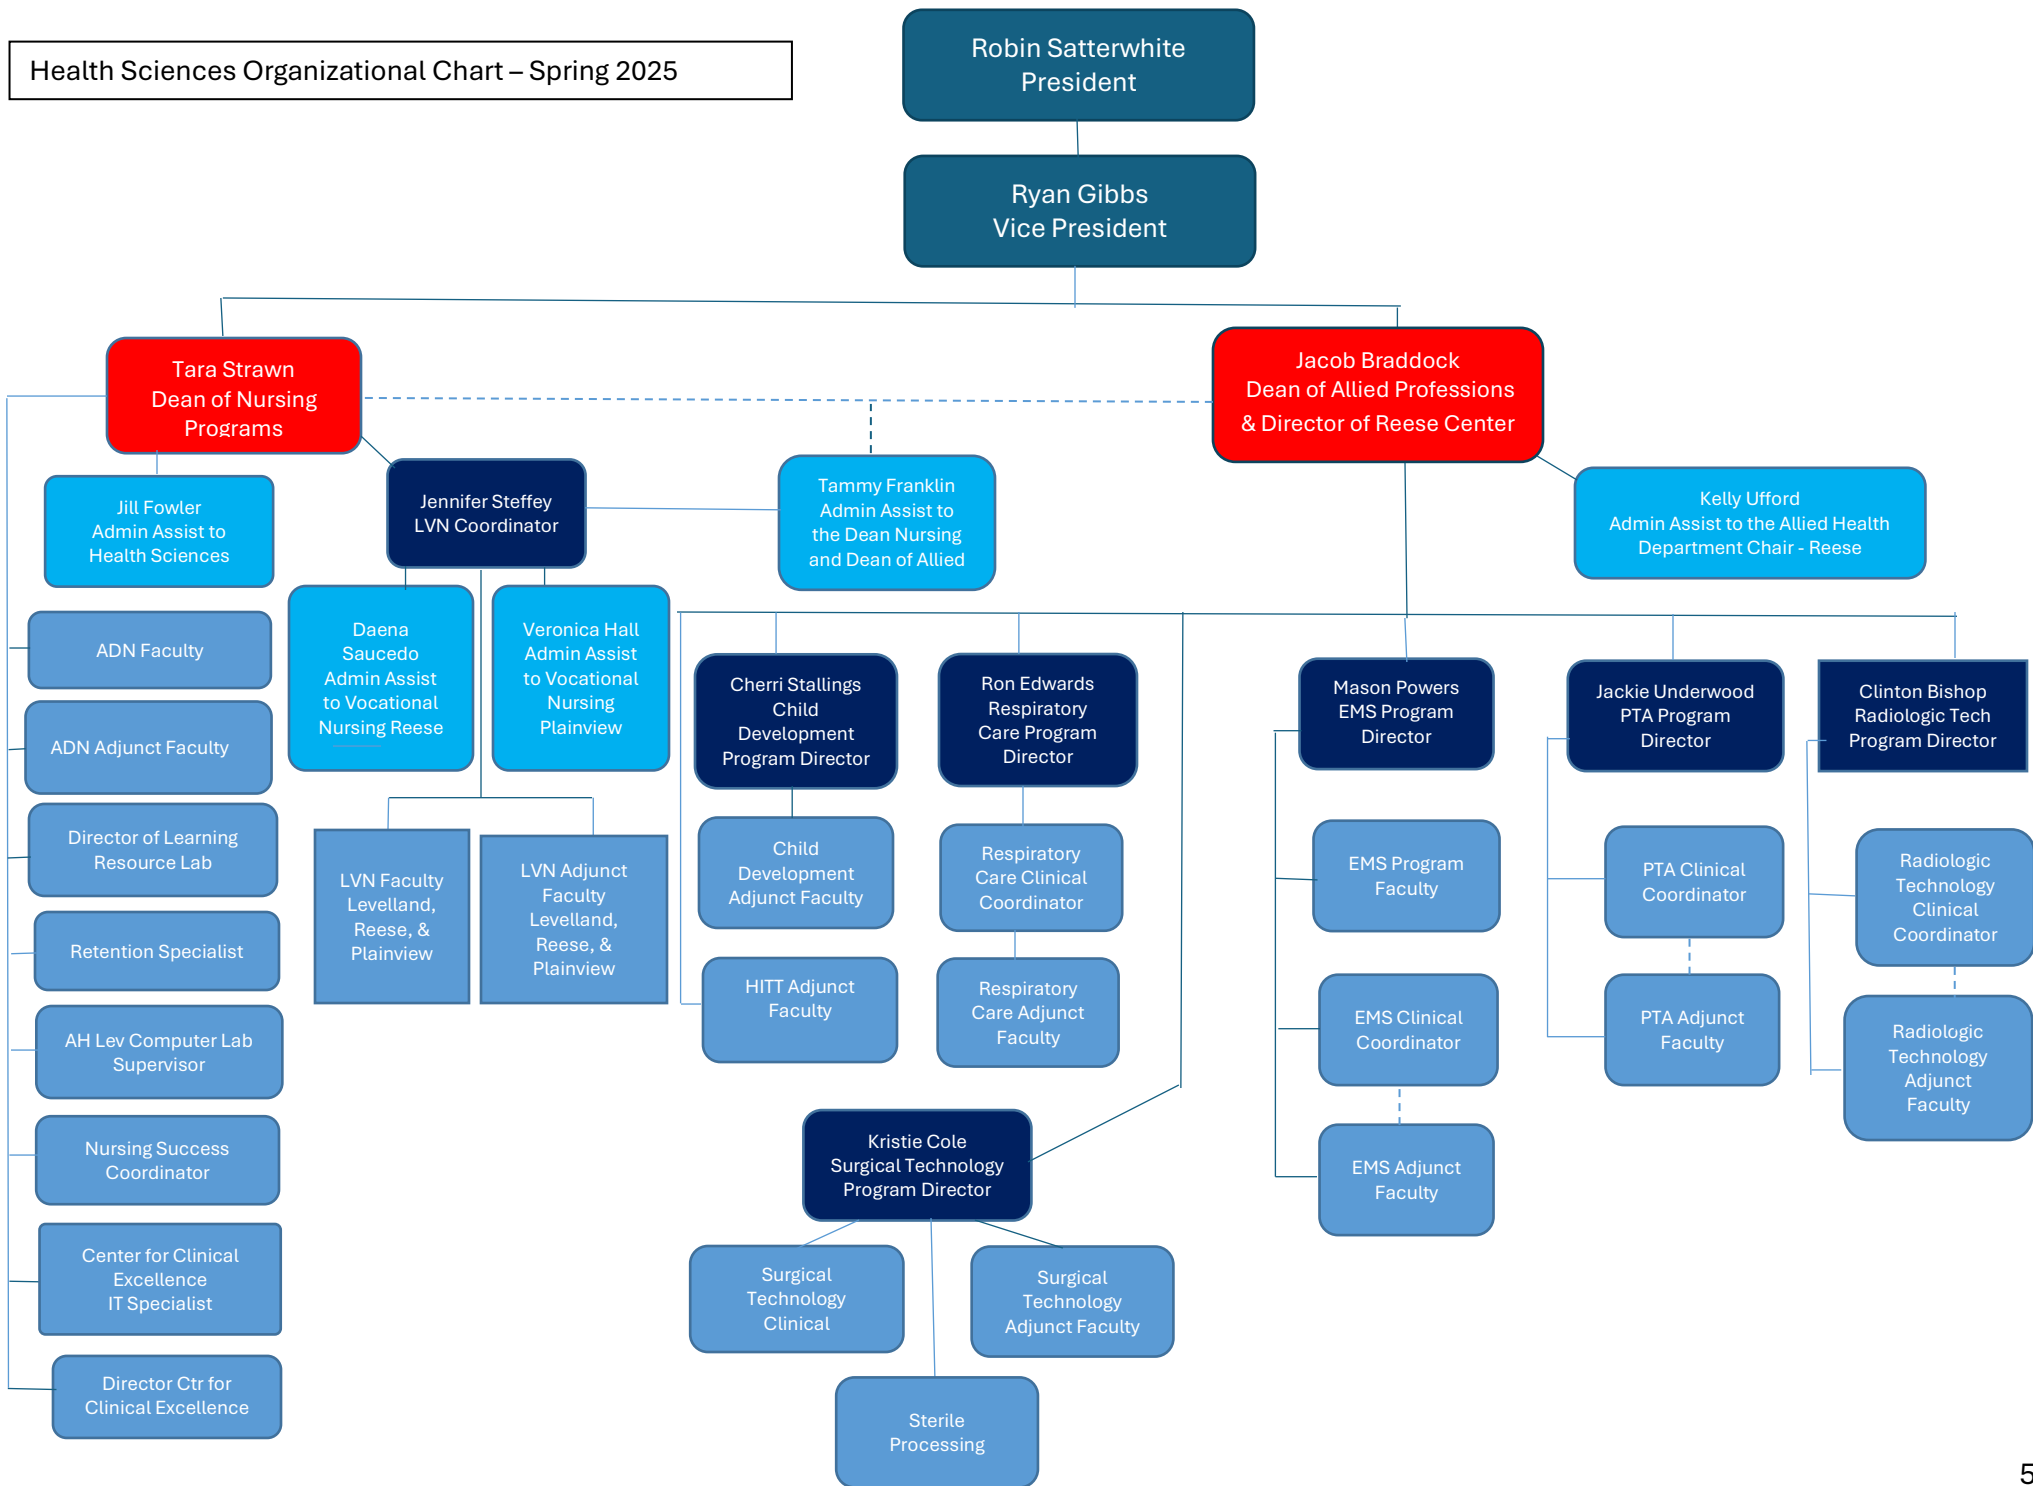 Health Sciences Organizational Chart – Spring 2025
Robin Satterwhite
President
Ryan Gibbs
Vice President
Tara Strawn
Dean of Nursing
Programs
Jacob Braddock
Dean of Allied Professions
& Director of Reese Center
Jill Fowler
Admin Assist to
Health Sciences
Jennifer Steffey
LVN Coordinator
Tammy Franklin
Admin Assist to
the Dean Nursing
and Dean of Allied
Kelly Ufford
Admin Assist to the Allied Health
Department Chair - Reese
Daena
Saucedo
Admin Assist
to Vocational
Nursing Reese
Veronica Hall
Admin Assist
to Vocational
Nursing
Plainview
ADN Faculty
ADN Adjunct Faculty
Director of Learning
Resource Lab
Retention Specialist
AH Lev Computer Lab
Supervisor
Nursing Success
Coordinator
Center for Clinical
Excellence
IT Specialist
Director Ctr for
Clinical Excellence
LVN Faculty
Levelland,
Reese, &
Plainview
LVN Adjunct
Faculty
Levelland,
Reese, &
Plainview
Cherri Stallings
Child
Development
Program Director
Child
Development
Adjunct Faculty
HITT Adjunct
Faculty
Ron Edwards
Respiratory
Care Program
Director
Respiratory
Care Clinical
Coordinator
Respiratory
Care Adjunct
Faculty
Kristie Cole
Surgical Technology
Program Director
Surgical
Technology
Clinical
Surgical
Technology
Adjunct Faculty
Sterile
Processing
Mason Powers
EMS Program
Director
EMS Program
Faculty
EMS Clinical
Coordinator
EMS Adjunct
Faculty
Jackie Underwood
PTA Program
Director
PTA Clinical
Coordinator
PTA Adjunct
Faculty
Clinton Bishop
Radiologic Tech
Program Director
Radiologic
Technology
Clinical
Coordinator
Radiologic
Technology
Adjunct
Faculty
5